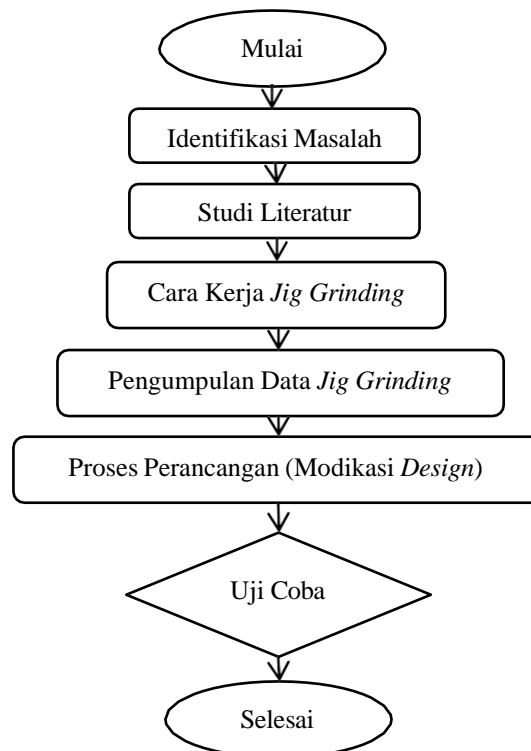 Mulai
Identifikasi Masalah
Studi Literatur
Cara Kerja Jig Grinding
Pengumpulan Data Jig Grinding
Proses Perancangan (Modikasi Design)
Uji Coba
Selesai